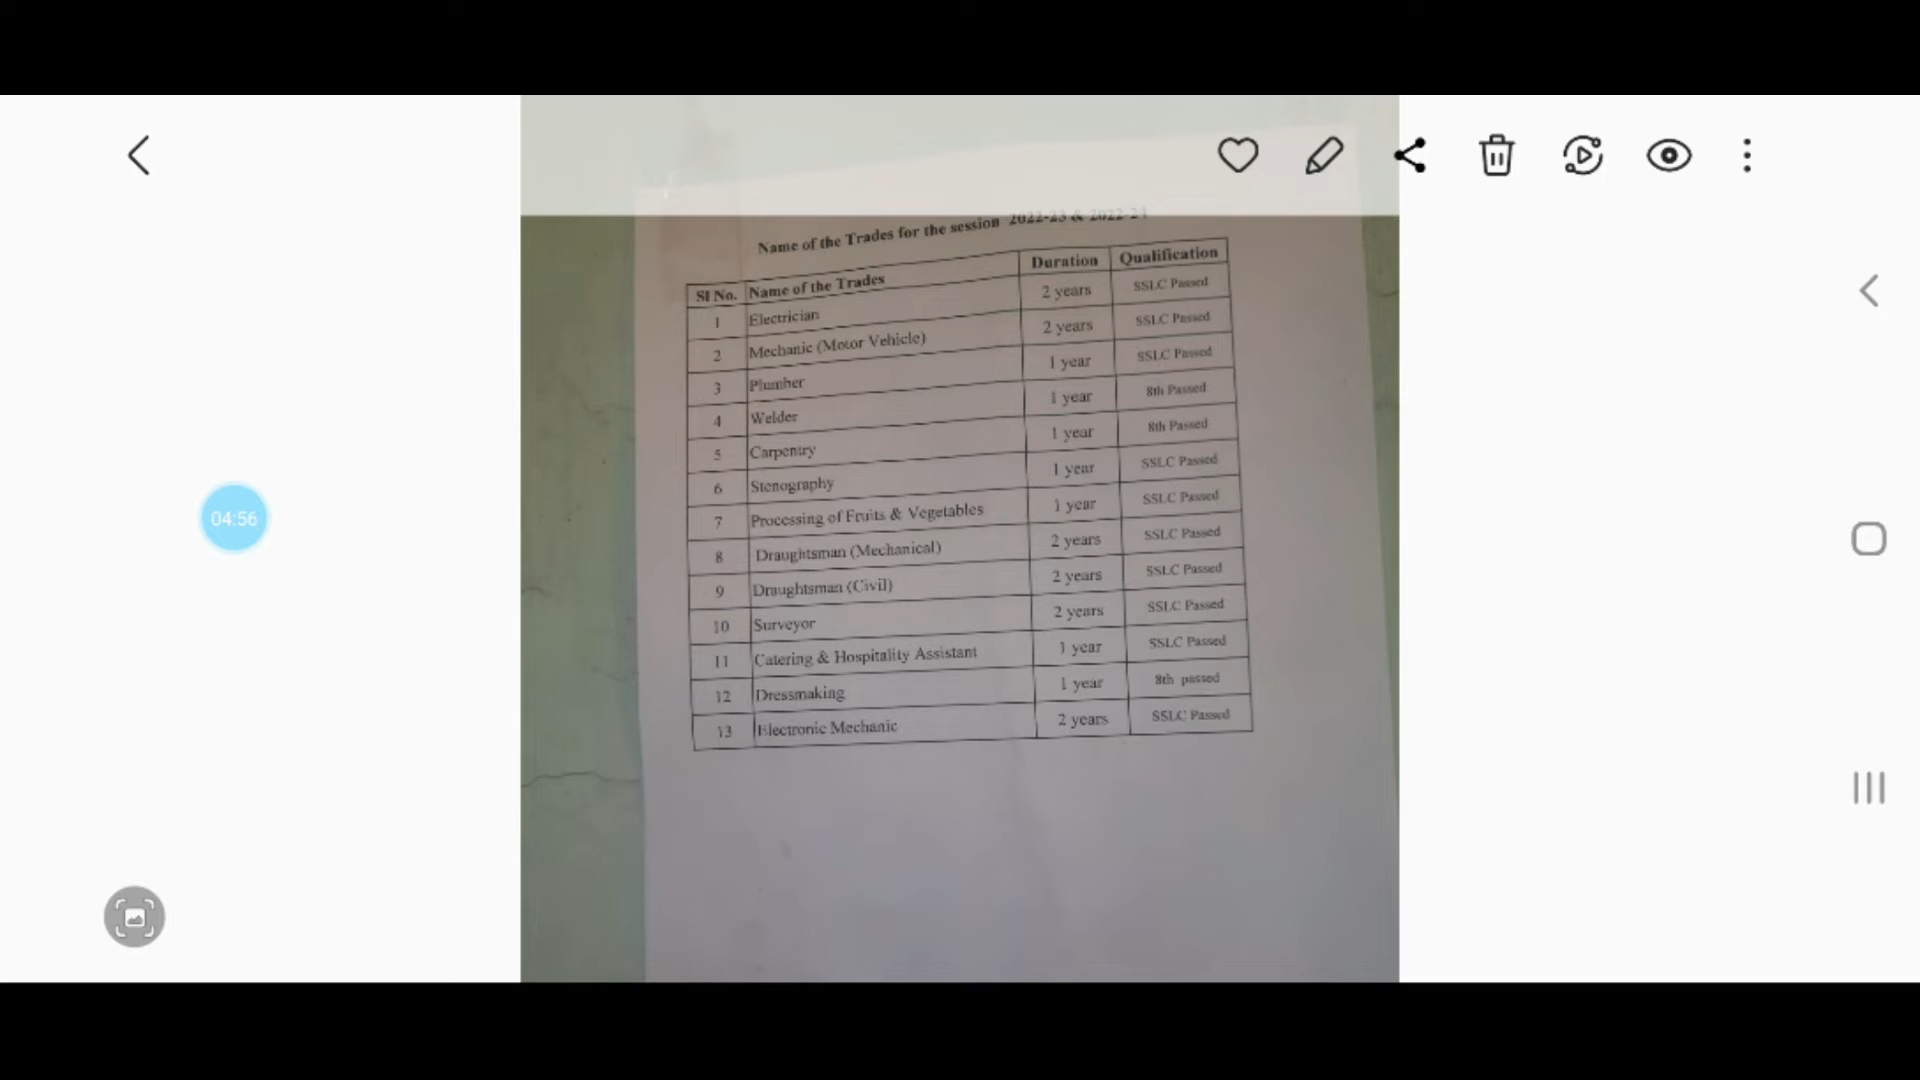 Name of the Trades for the session 2022-23 & 2022-24
Sl No. Name of the Trades Duration Qualification
1 Electrician 2 years SSLC Passed
2 Mechanic (Motor Vehicle) 2 years SSLC Passed
3 Plumber 1 year SSLC Passed
4 Welder 1 year 8th Passed
5 Carpentry 1 year 8th Passed
6 Stenography 1 year SSLC Passed
7 Processing of Fruits & Vegetables 1 year SSLC Passed
8 Draughtsman (Mechanical) 2 years SSLC Passed
9 Draughtsman (Civil) 2 years SSLC Passed
10 Surveyor 2 years SSLC Passed
11 Catering & Hospitality Assistant 1 year SSLC Passed
12 Dressmaking 1 year 8th passed
13 Electronic Mechanic 2 years SSLC Passed
04:56